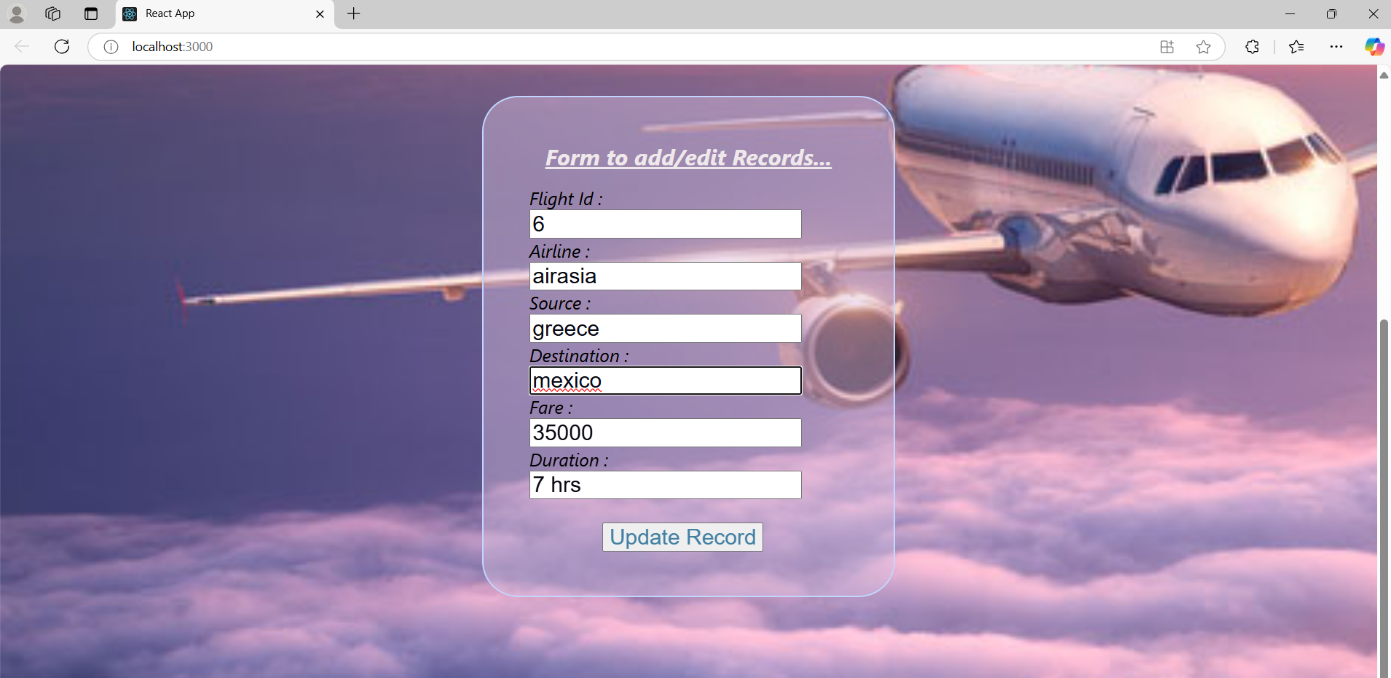 React App
localhost:3000
Form to add/edit Records...
Flight Id :
6
Airline :
airasia
Source :
greece
Destination :
mexico
Fare :
35000
Duration :
7 hrs
Update Record